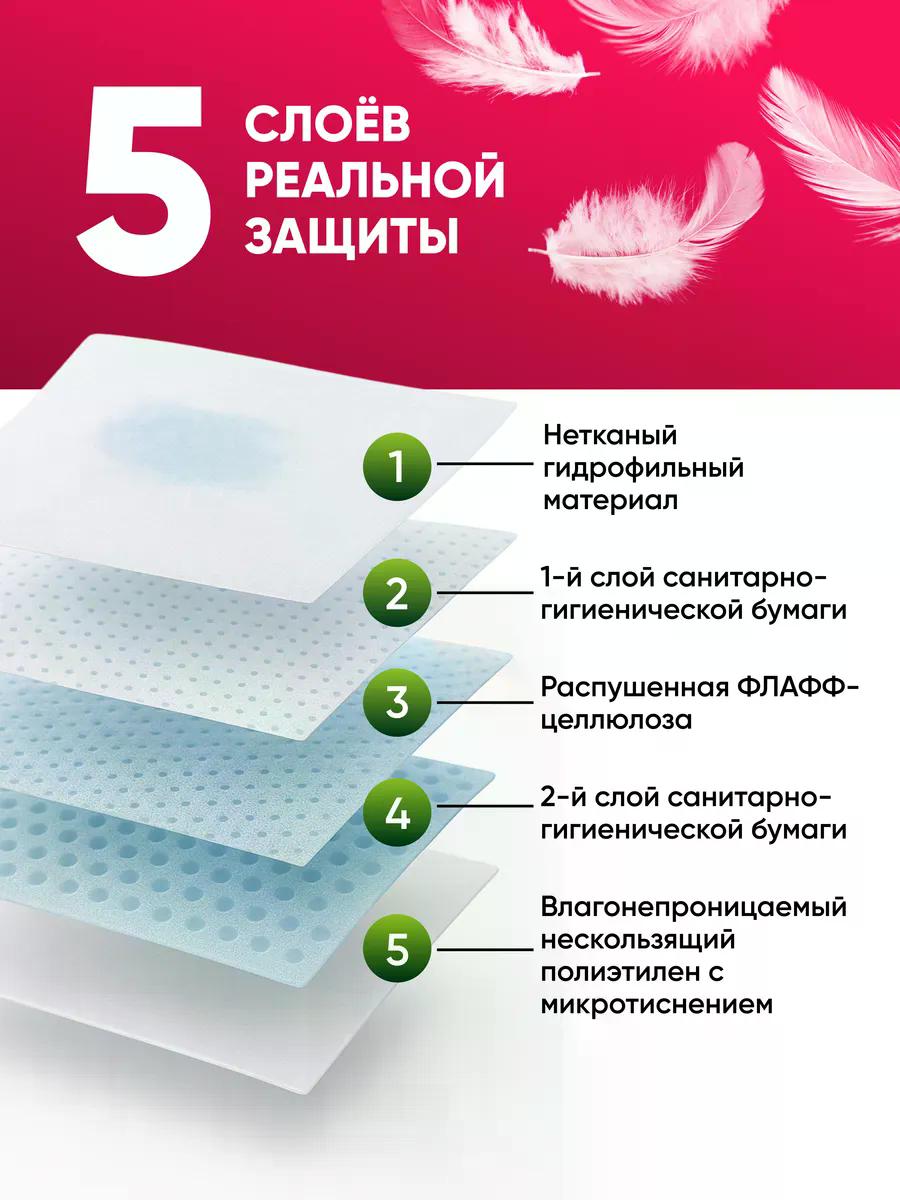 5
СЛОЁВ
РЕАЛЬНОЙ
ЗАЩИТЫ
1
Нетканый
гидрофильный
материал
2
1-й слой санитарно-
гигиенической бумаги
3
Распушенная ФЛАФФ-
целлюлоза
4
2-й слой санитарно-
гигиенической бумаги
5
Влагонепроницаемый
нескользящий
полиэтилен с
микротиснением